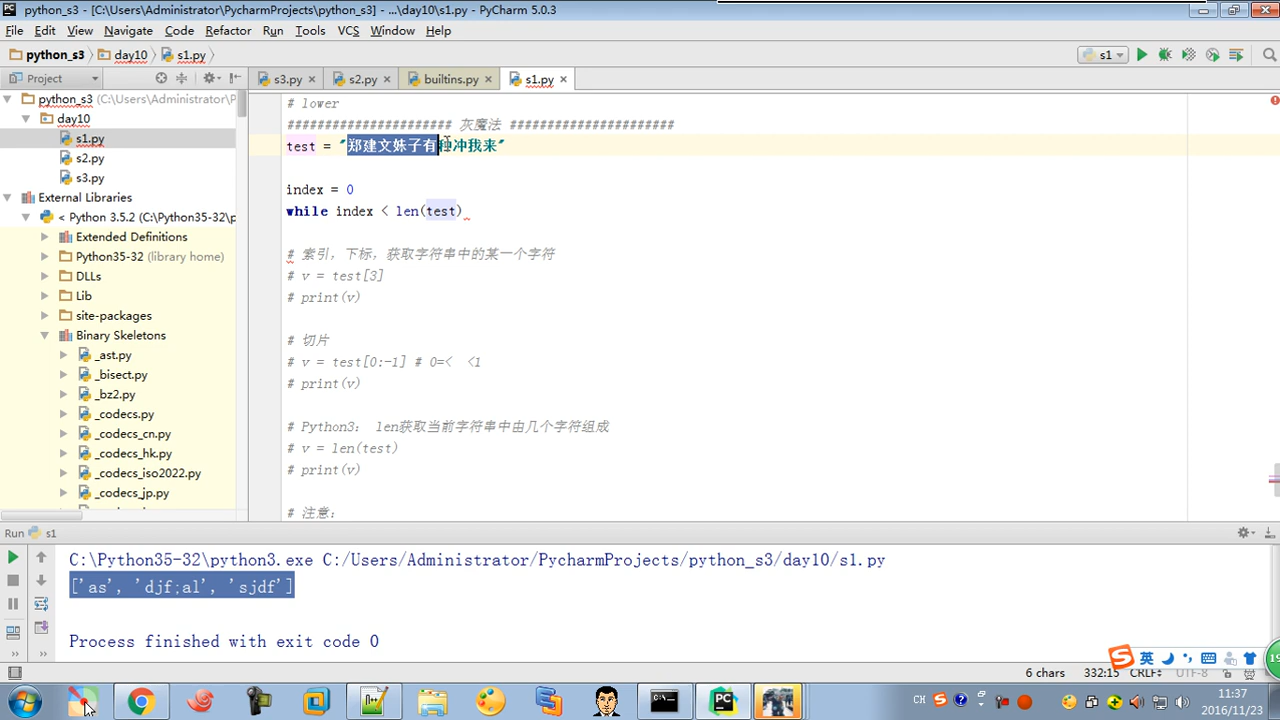 python_s3 - [C:\Users\Administrator\PycharmProjects\python_s3] - ...\day10\s1.py - PyCharm 5.0.3
File Edit View Navigate Code Refactor Run Tools VCS Window Help
python_s3 day10 s1.py
s1
Project
s3.py s2.py builtins.py s1.py
python_s3 (C:\Users\Administrator\P
day10
s1.py
s2.py
s3.py
External Libraries
< Python 3.5.2 (C:\Python35-32\p
Extended Definitions
Python35-32 (library home)
DLLs
Lib
site-packages
Binary Skeletons
_ast.py
_bisect.py
_bz2.py
_codecs.py
_codecs_cn.py
_codecs_hk.py
_codecs_iso2022.py
_codecs_jp.py
# lower
###################### 灰魔法 ######################
test = "郑建文妹子有种冲我来"
index = 0
while index < len(test)
# 索引，下标，获取字符串中的某一个字符
# v = test[3]
# print(v)
# 切片
# v = test[0:-1] # 0=< <1
# print(v)
# Python3: len获取当前字符串中由几个字符组成
# v = len(test)
# print(v)
# 注意：
Run s1
C:\Python35-32\python3.exe C:/Users/Administrator/PycharmProjects/python_s3/day10/s1.py
['as', 'djf;al', 'sjdf']
Process finished with exit code 0
英
6 chars 332:15 CRLF÷ UTF-8
CH
11:37
2016/11/23